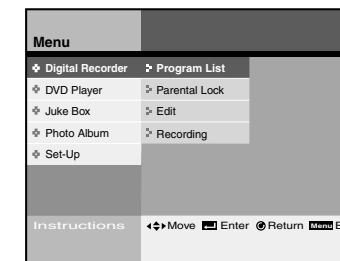 Menu
Digital Recorder
Program List
DVD Player
Parental Lock
Juke Box
Edit
Photo Album
Recording
Set-Up
Instructions
Move Enter Return Menu E